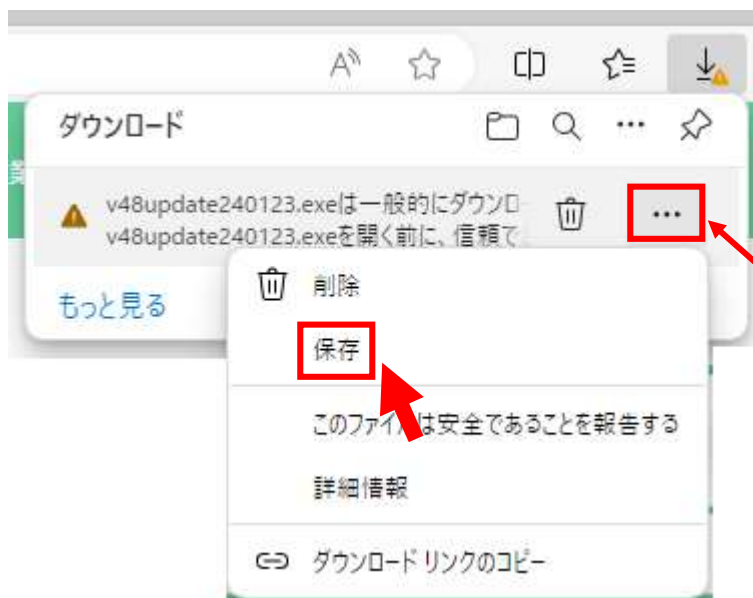 ダウンロード
v48update240123.exeは一般的にダウンロ
v48update240123.exeを開く前に、信頼で
もっと見る
削除
保存
このファイルは安全であることを報告する
詳細情報
ダウンロード リンクのコピー